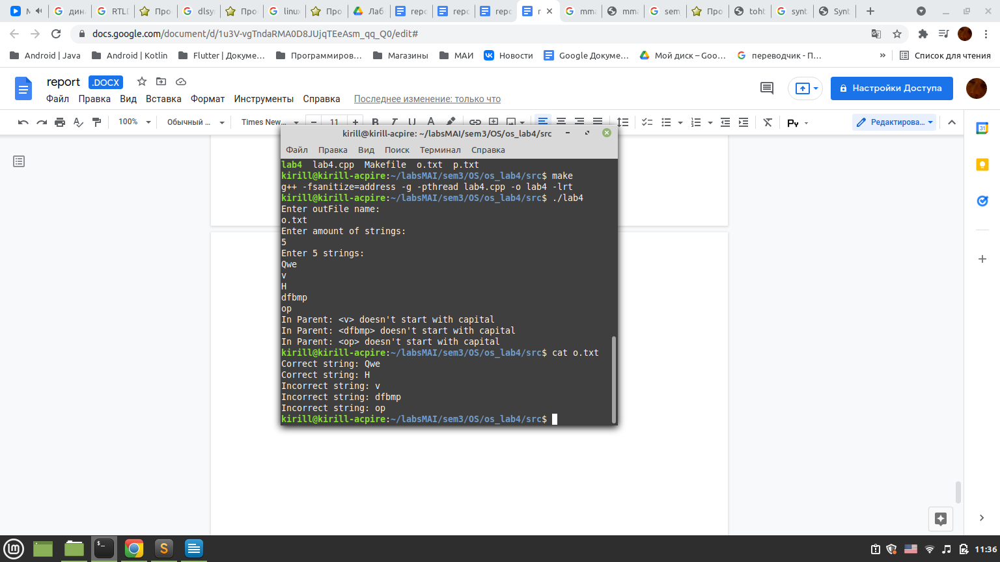 дин
RTL
Про
dlsy
Про
linu
Про
Лаб
repo
repo
repo
r
mma
mma
sem
Про
toht
synt
Synt
docs.google.com/document/d/1u3V-vgTndaRMA0D8JUjqTEeAsm_qq_Q0/edit#
Android | Java
Android | Kotlin
Flutter | Докуме…
Программиров…
Магазины
МАИ
Новости
Google Докуме…
Мой диск – Goo…
переводчик - П…
»
Список для чтения
report .DOCX
Настройки Доступа
Файл Правка Вид Вставка Формат Инструменты Справка Последнее изменение: только что
100% Обычный … Times New… 11 Редактирова…
kirill@kirill-acpire: ~/labsMAI/sem3/OS/os_lab4/src
Файл Правка Вид Поиск Терминал Справка
lab4 lab4.cpp Makefile o.txt p.txt
kirill@kirill-acpire:~/labsMAI/sem3/OS/os_lab4/src$ make
g++ -fsanitize=address -g -pthread lab4.cpp -o lab4 -lrt
kirill@kirill-acpire:~/labsMAI/sem3/OS/os_lab4/src$ ./lab4
Enter outFile name:
o.txt
Enter amount of strings:
5
Enter 5 strings:
Qwe
v
H
dfbmp
op
In Parent: <v> doesn't start with capital
In Parent: <dfbmp> doesn't start with capital
In Parent: <op> doesn't start with capital
kirill@kirill-acpire:~/labsMAI/sem3/OS/os_lab4/src$ cat o.txt
Correct string: Qwe
Correct string: H
Incorrect string: v
Incorrect string: dfbmp
Incorrect string: op
kirill@kirill-acpire:~/labsMAI/sem3/OS/os_lab4/src$
11:36